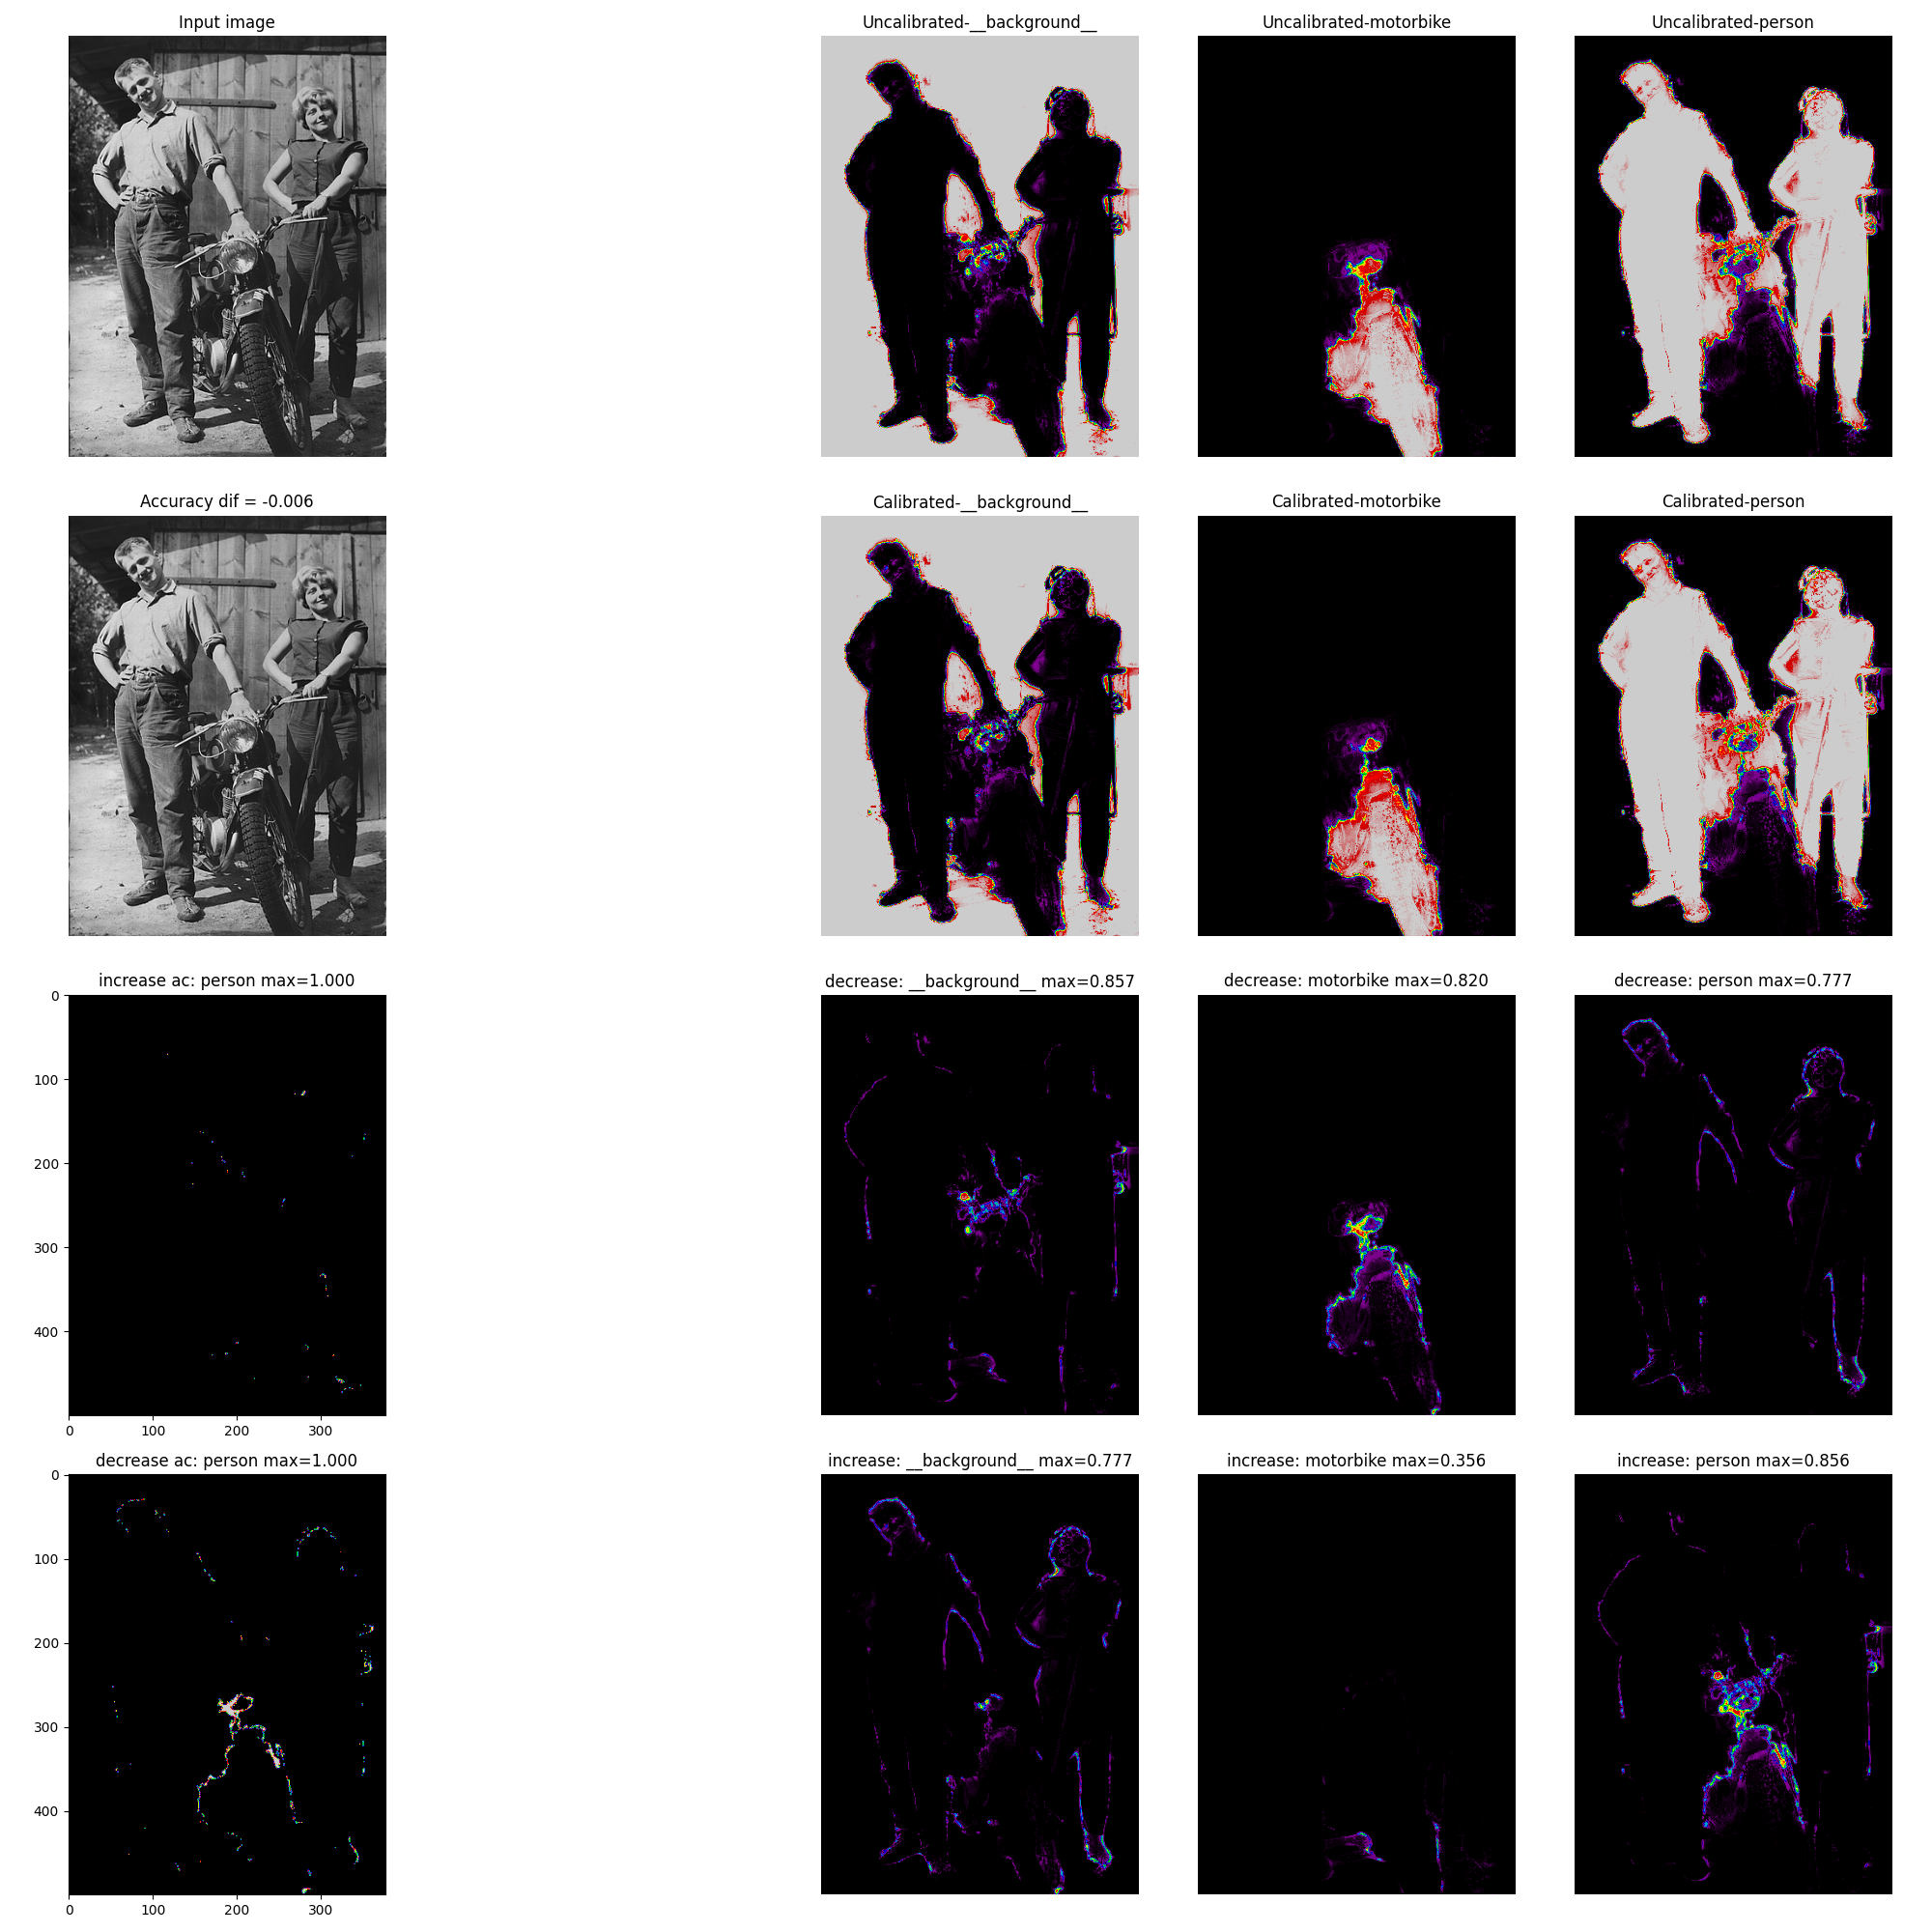 Input image
Uncalibrated-__background__
Uncalibrated-motorbike
Uncalibrated-person
Accuracy dif = -0.006
Calibrated-__background__
Calibrated-motorbike
Calibrated-person
increase ac: person max=1.000
decrease: __background__ max=0.857
decrease: motorbike max=0.820
decrease: person max=0.777
0
100
200
300
400
0
100
200
300
decrease ac: person max=1.000
increase: __background__ max=0.777
increase: motorbike max=0.356
increase: person max=0.856
0
100
200
300
400
0
100
200
300